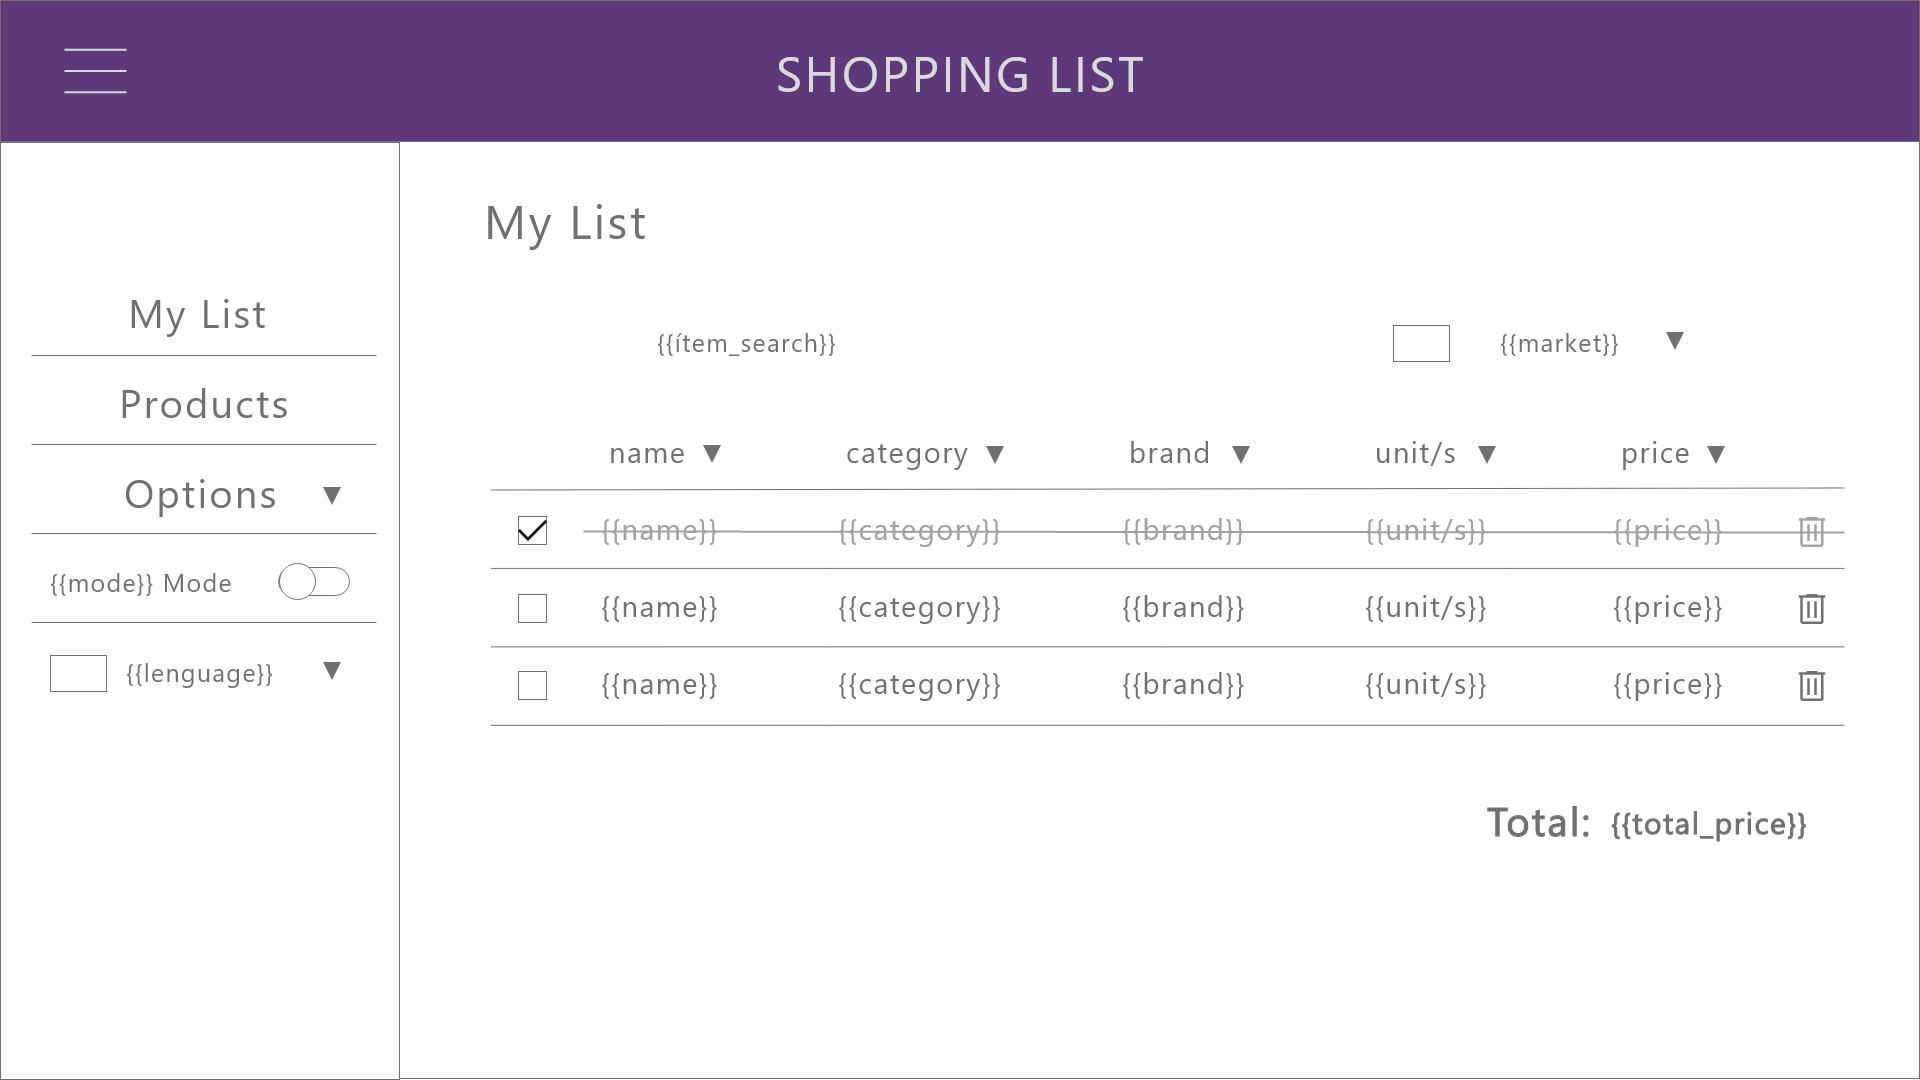 SHOPPING LIST
My List
Products
Options ▼
{{mode}} Mode
{{lenguage}} ▼
My List
{{ítem_search}}
{{market}} ▼
name ▼ category ▼ brand ▼ unit/s ▼ price ▼
{{name}} {{category}} {{brand}} {{unit/s}} {{price}}
{{name}} {{category}} {{brand}} {{unit/s}} {{price}}
{{name}} {{category}} {{brand}} {{unit/s}} {{price}}
Total: {{total_price}}